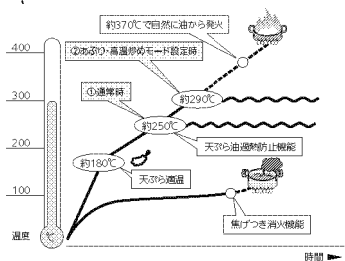 約370℃で自然に油から発火
②あぶり・高温炒めモード設定時
①通常時
400
300
200
100
約290℃
約250℃
天ぷら油過熱防止機能
約180℃
天ぷら適温
焦げつき消火機能
温度
℃
時間